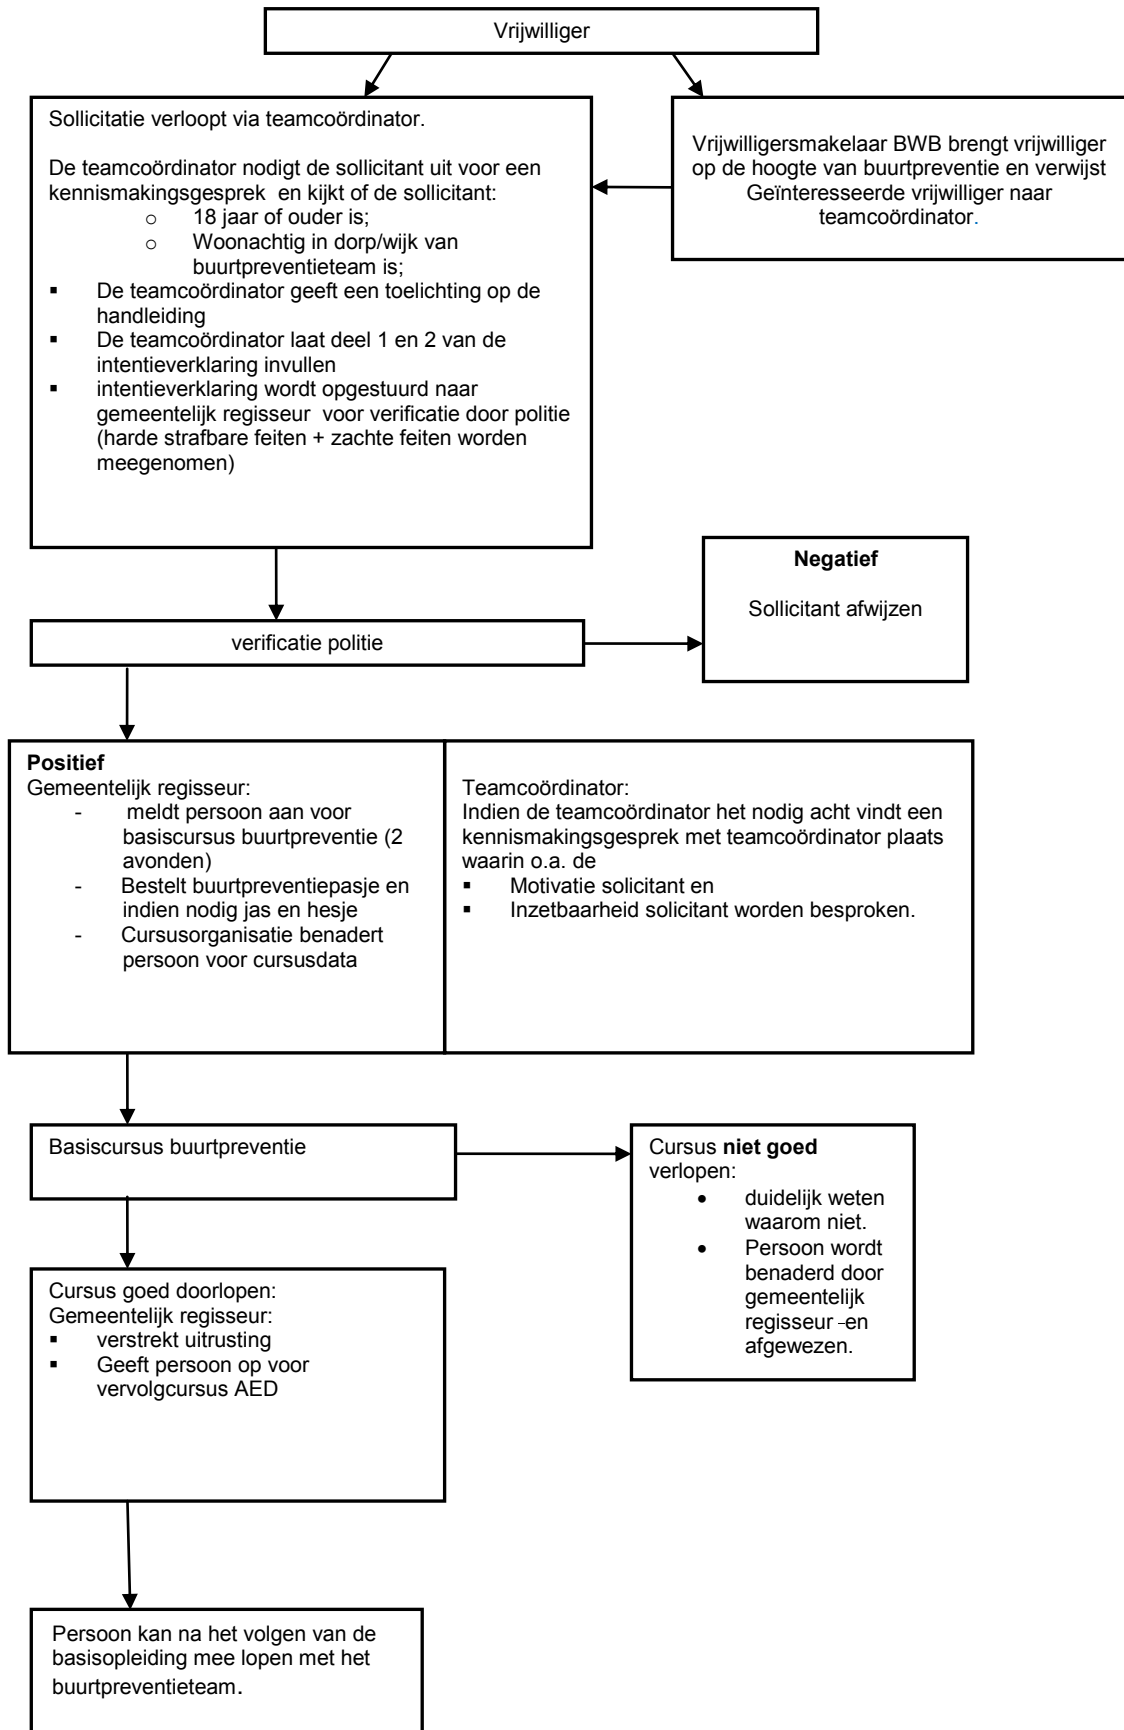 Vrijwilliger
Sollicitatie verloopt via teamcoördinator.
De teamcoördinator nodigt de sollicitant uit voor een
kennismakingsgesprek en kijkt of de sollicitant:
o 18 jaar of ouder is;
o Woonachtig in dorp/wijk van
buurtpreventieteam is;
▪ De teamcoördinator geeft een toelichting op de
handleiding
▪ De teamcoördinator laat deel 1 en 2 van de
intentieverklaring invullen
▪ intentieverklaring wordt opgestuurd naar
gemeentelijk regisseur voor verificatie door politie
(harde strafbare feiten + zachte feiten worden
meegenomen)
Vrijwilligersmakelaar BWB brengt vrijwilliger
op de hoogte van buurtpreventie en verwijst
Geïnteresseerde vrijwilliger naar
teamcoördinator.
Negatief
Sollicitant afwijzen
verificatie politie
Positief
Gemeentelijk regisseur:
- meldt persoon aan voor
basiscursus buurtpreventie (2
avonden)
- Bestelt buurtpreventiepasje en
indien nodig jas en hesje
- Cursusorganisatie benadert
persoon voor cursusdata
Teamcoördinator:
Indien de teamcoördinator het nodig acht vindt een
kennismakingsgesprek met teamcoördinator plaats
waarin o.a. de
▪ Motivatie solicitant en
▪ Inzetbaarheid solicitant worden besproken.
Basiscursus buurtpreventie
Cursus niet goed
verlopen:
• duidelijk weten
waarom niet.
• Persoon wordt
benaderd door
gemeentelijk
regisseur -en
afgewezen.
Cursus goed doorlopen:
Gemeentelijk regisseur:
▪ verstrekt uitrusting
▪ Geeft persoon op voor
vervolgcursus AED
Persoon kan na het volgen van de
basisopleiding mee lopen met het
buurtpreventieteam.